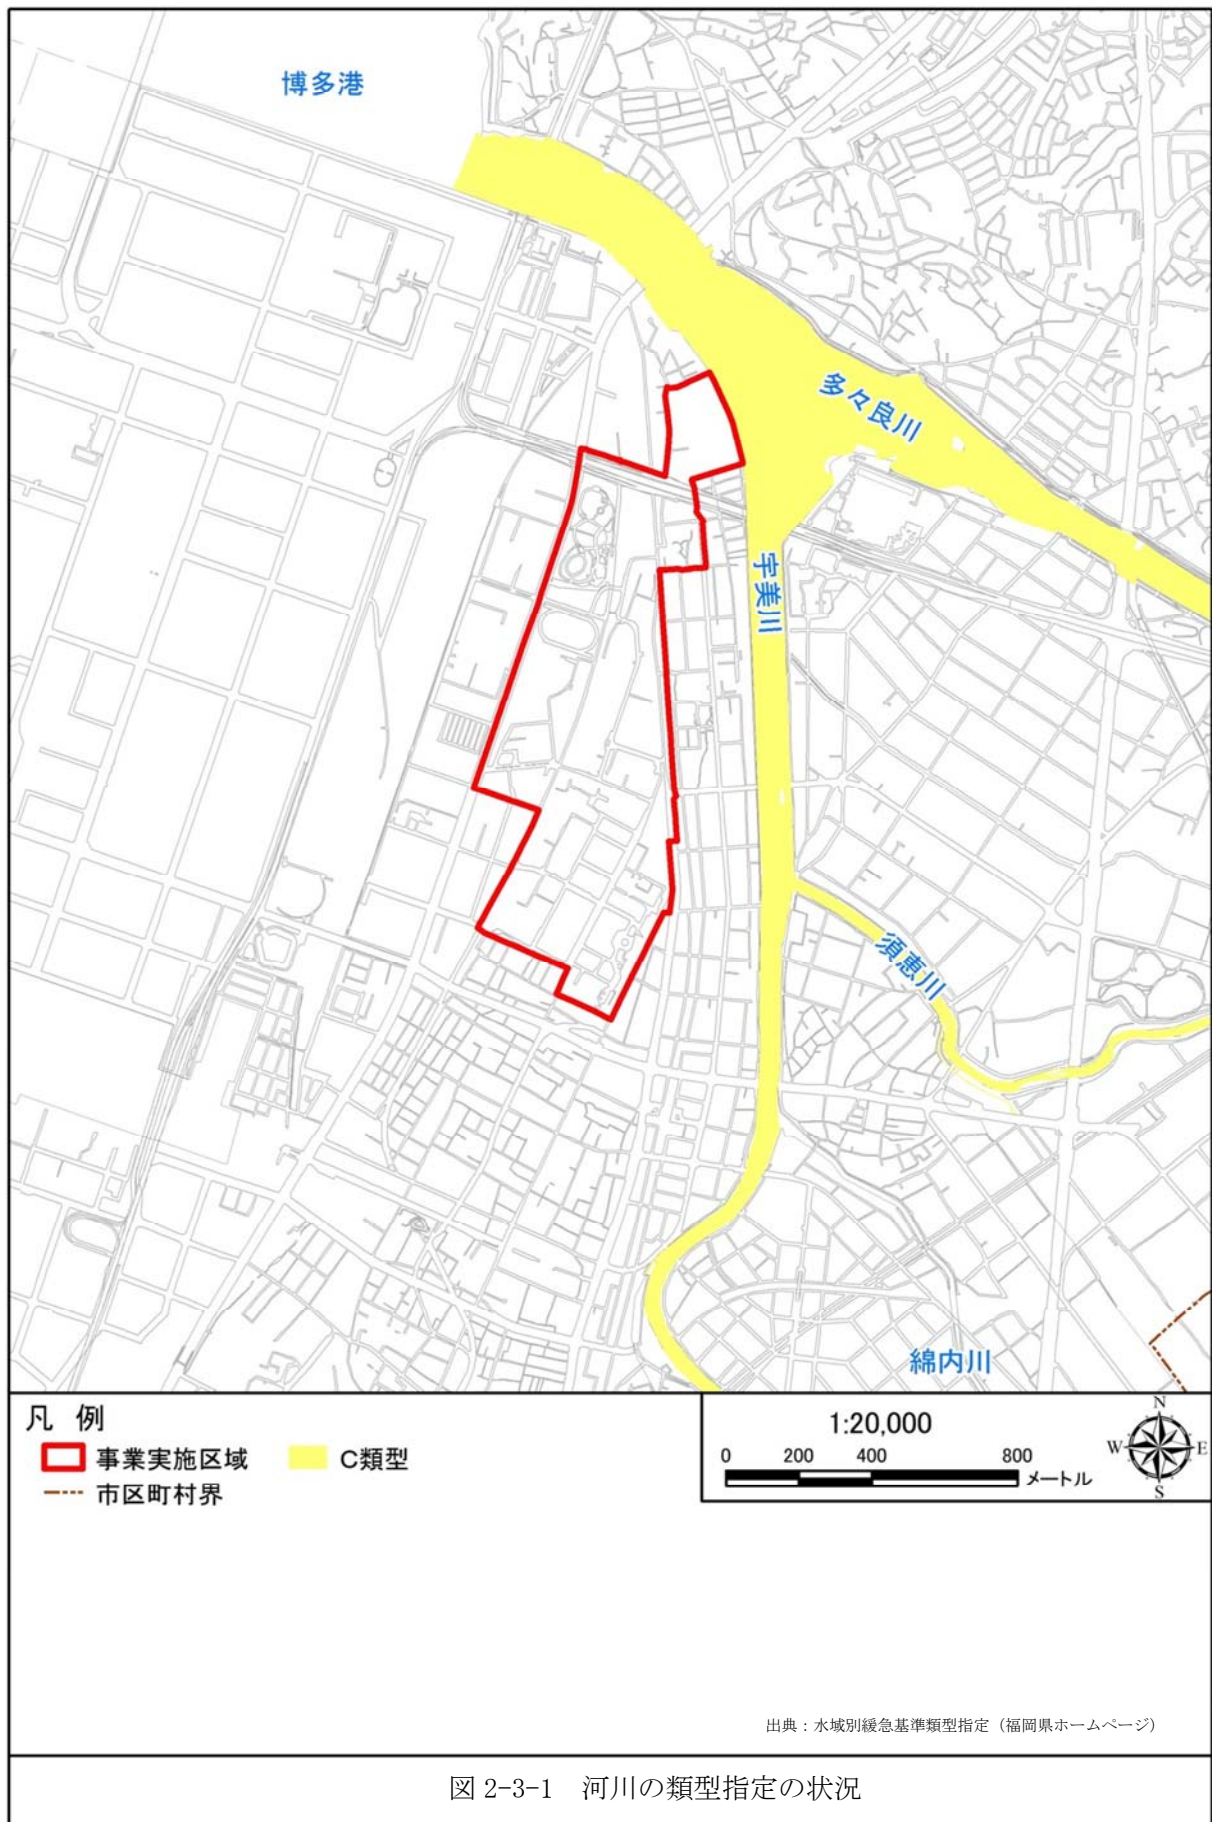 博多港
多々良川
宇美川
須恵川
綿内川
凡 例
事業実施区域
C類型
市区町村界
1:20,000
0 200 400 800
メートル
N
W E
S
出典：水域別緩急基準類型指定（福岡県ホームページ）
図 2-3-1 河川の類型指定の状況